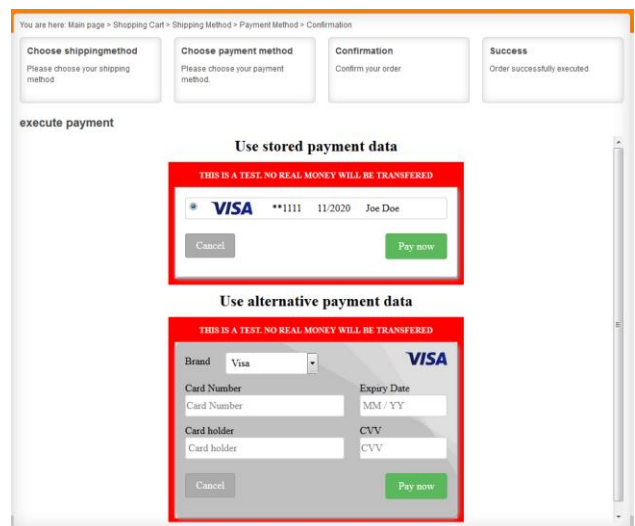 You are here: Main page > Shopping Cart > Shipping Method > Payment Method > Confirmation
Choose shippingmethod
Please choose your shipping
method
Choose payment method
Please choose your payment
method.
Confirmation
Confirm your order
Success
Order successfully executed
execute payment
Use stored payment data
THIS IS A TEST. NO REAL MONEY WILL BE TRANSFERED
VISA **1111 11/2020 Joe Doe
Cancel Pay now
Use alternative payment data
THIS IS A TEST. NO REAL MONEY WILL BE TRANSFERED
Brand Visa VISA
Card Number Expiry Date
Card Number MM / YY
Card holder CVV
Card holder CVV
Cancel Pay now